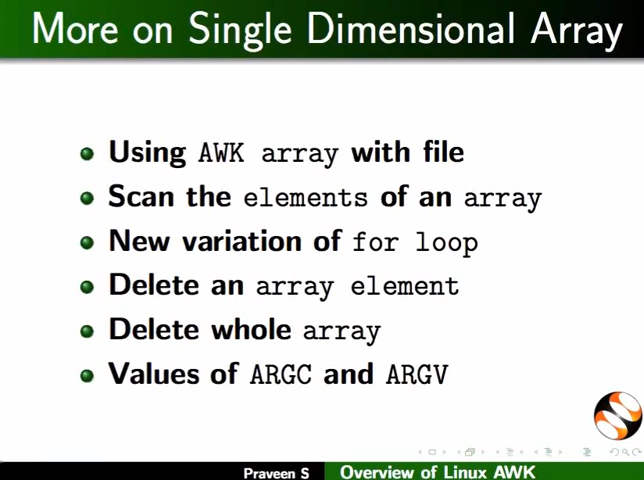 More on Single Dimensional Array
Using AWK array with file
Scan the elements of an array
New variation of for loop
Delete an array element
Delete whole array
Values of ARGC and ARGV
Praveen S Overview of Linux AWK